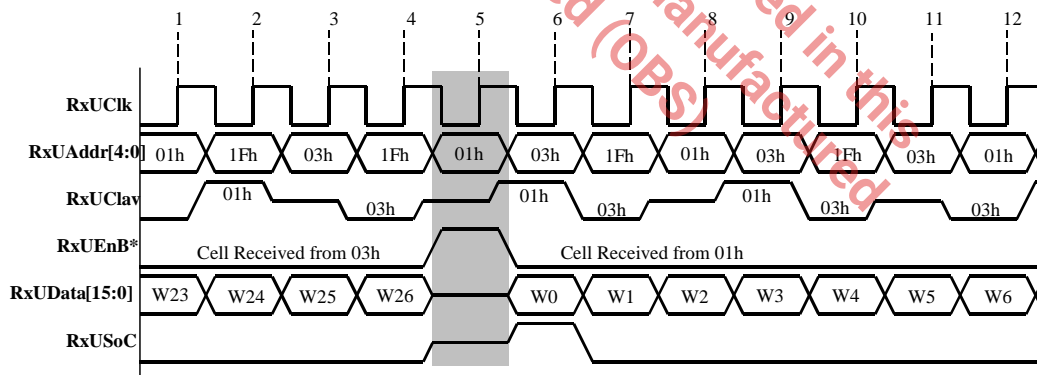 1 2 3 4 5 6 7 8 9 10 11 12
RxUClk
RxUAddr[4:0] 01h 1Fh 03h 1Fh 01h 03h 1Fh 01h 03h 1Fh 03h 01h
RxUClav 01h 03h 01h 03h 01h 03h 03h
RxUEnB* Cell Received from 03h Cell Received from 01h
RxUData[15:0] W23 W24 W25 W26 W0 W1 W2 W3 W4 W5 W6
RxUSoC
ed in this
anufactured
ed (OBS)